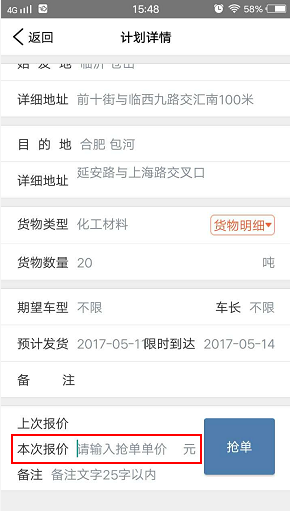 4G 15:48 58%
返回 计划详情
始 发 地 临沂 苍山
详细地址 前十街与临西九路交汇南100米
目 的 地 合肥 包河
详细地址 延安路与上海路交叉口
货物类型 化工材料 货物明细
货物数量 20 吨
期望车型 不限 车长 不限
预计发货 2017-05-11 限时到达 2017-05-14
备 注
上次报价
本次报价 请输入抢单单价 元 抢单
备注 备注文字25字以内